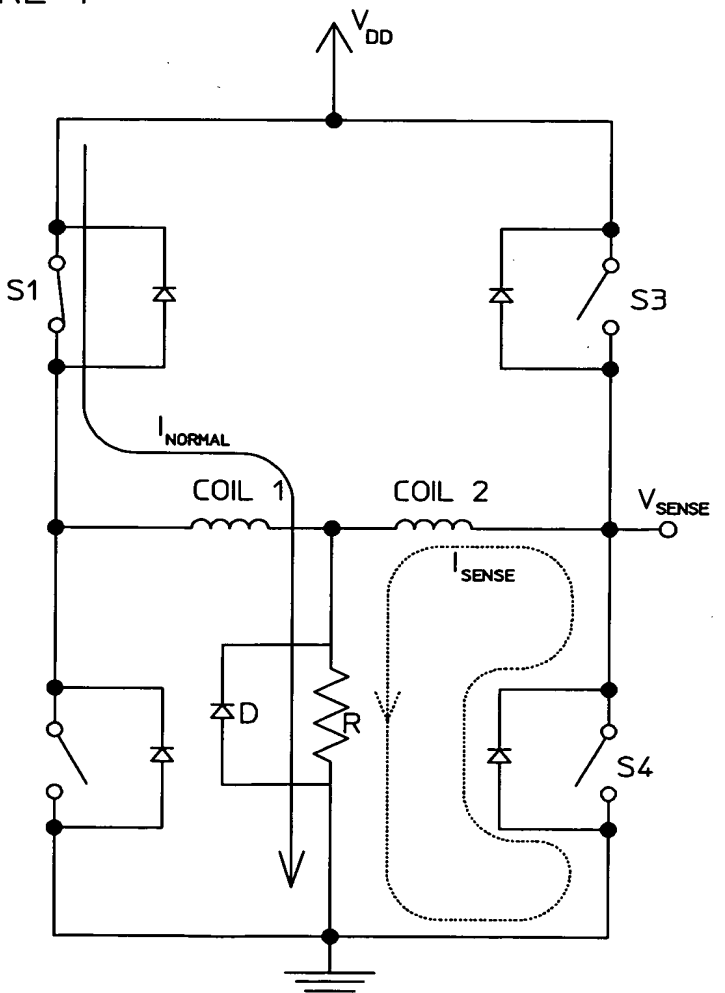 V_DD
S1
S3
I_NORMAL
COIL 1
COIL 2
V_SENSE
I_SENSE
D
R
S4